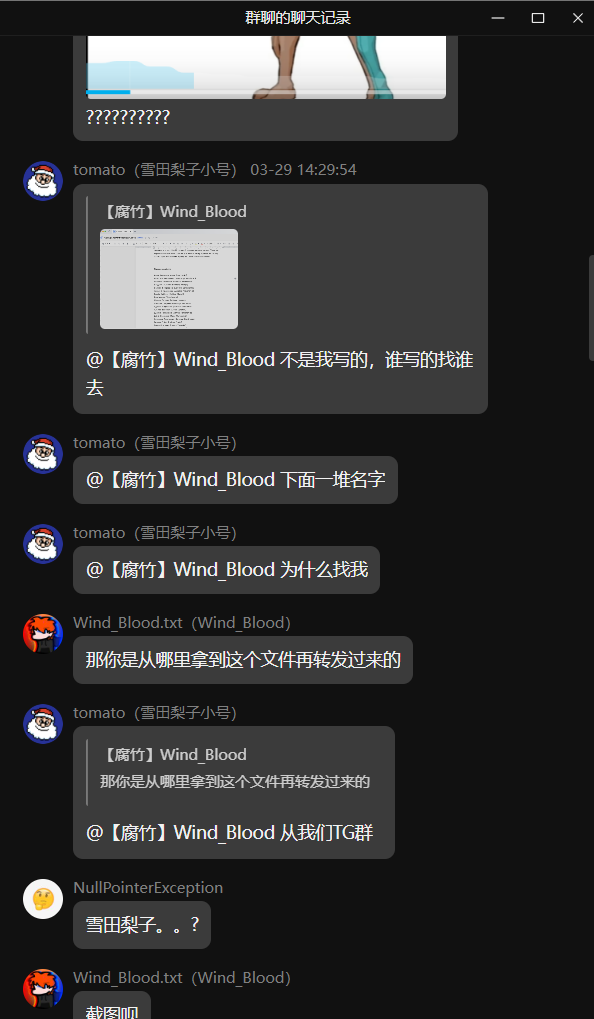 群聊的聊天记录
??????????
tomato（雪田梨子小号） 03-29 14:29:54
【腐竹】Wind_Blood
@【腐竹】Wind_Blood 不是我写的，谁写的找谁
去
tomato（雪田梨子小号）
@【腐竹】Wind_Blood 下面一堆名字
tomato（雪田梨子小号）
@【腐竹】Wind_Blood 为什么找我
Wind_Blood.txt（Wind_Blood）
那你是从哪里拿到这个文件再转发过来的
tomato（雪田梨子小号）
【腐竹】Wind_Blood
那你是从哪里拿到这个文件再转发过来的
@【腐竹】Wind_Blood 从我们TG群
NullPointerException
雪田梨子。。?
Wind_Blood.txt（Wind_Blood）
截图呗